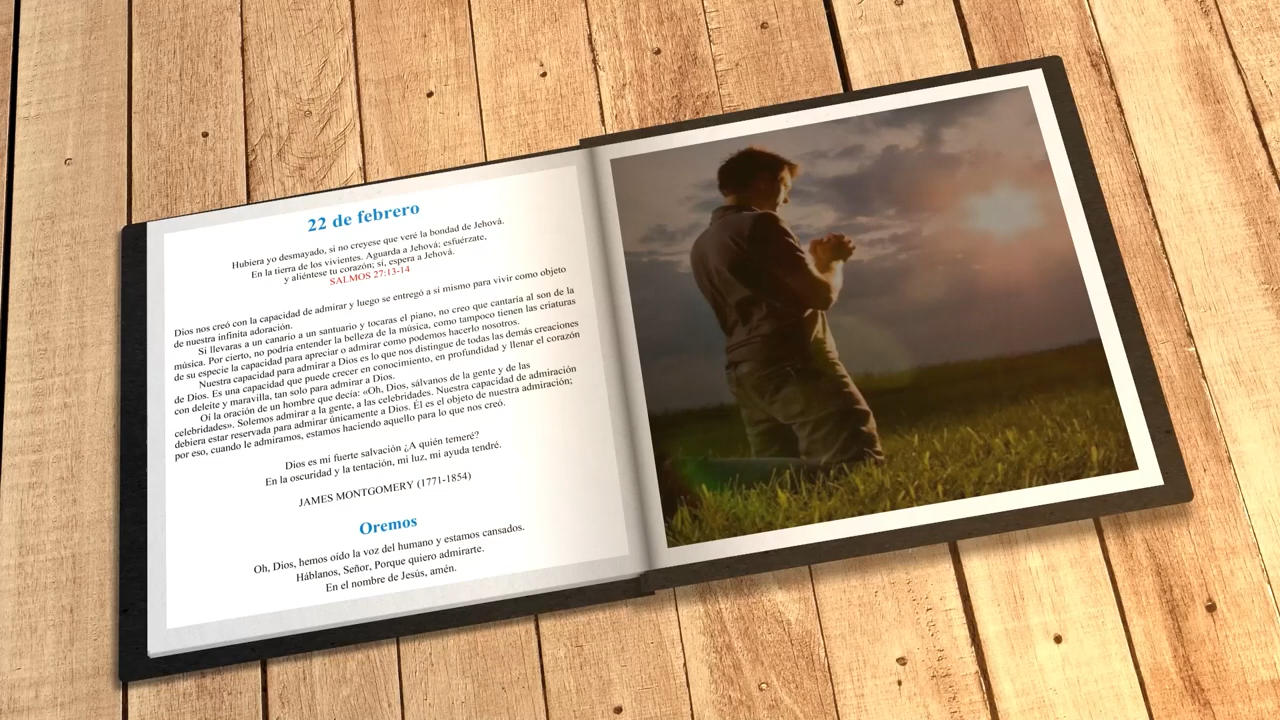 22 de febrero
Hubiera yo desmayado, si no creyese que veré la bondad de Jehová.
En la tierra de los vivientes. Aguarda a Jehová; esfuérzate,
y aliéntese tu corazón; sí, espera a Jehová.
SALMOS 27:13-14
Dios nos creó con la capacidad de admirar y luego se entregó a sí mismo para vivir como objeto
de nuestra infinita adoración.
Si llevaras a un canario a un santuario y tocaras el piano, no creo que cantaría al son de la
música. Por cierto, no podría entender la belleza de la música, como tampoco tienen las criaturas
de su especie la capacidad para apreciar o admirar como podemos hacerlo nosotros.
Nuestra capacidad para admirar a Dios es lo que nos distingue de todas las demás creaciones
de Dios. Es una capacidad que puede crecer en conocimiento, en profundidad y llenar el corazón
con deleite y maravilla, tan solo para admirar a Dios.
Oí la oración de un hombre que decía: «Oh, Dios, sálvanos de la gente y de las
celebridades». Solemos admirar a la gente, a las celebridades. Nuestra capacidad de admiración
debiera estar reservada para admirar únicamente a Dios. Él es el objeto de nuestra admiración;
por eso, cuando le admiramos, estamos haciendo aquello para lo que nos creó.
Dios es mi fuerte salvación ¿A quién temeré?
En la oscuridad y la tentación, mi luz, mi ayuda tendré.
JAMES MONTGOMERY (1771-1854)
Oremos
Oh, Dios, hemos oído la voz del humano y estamos cansados.
Háblanos, Señor, Porque quiero admirarte.
En el nombre de Jesús, amén.